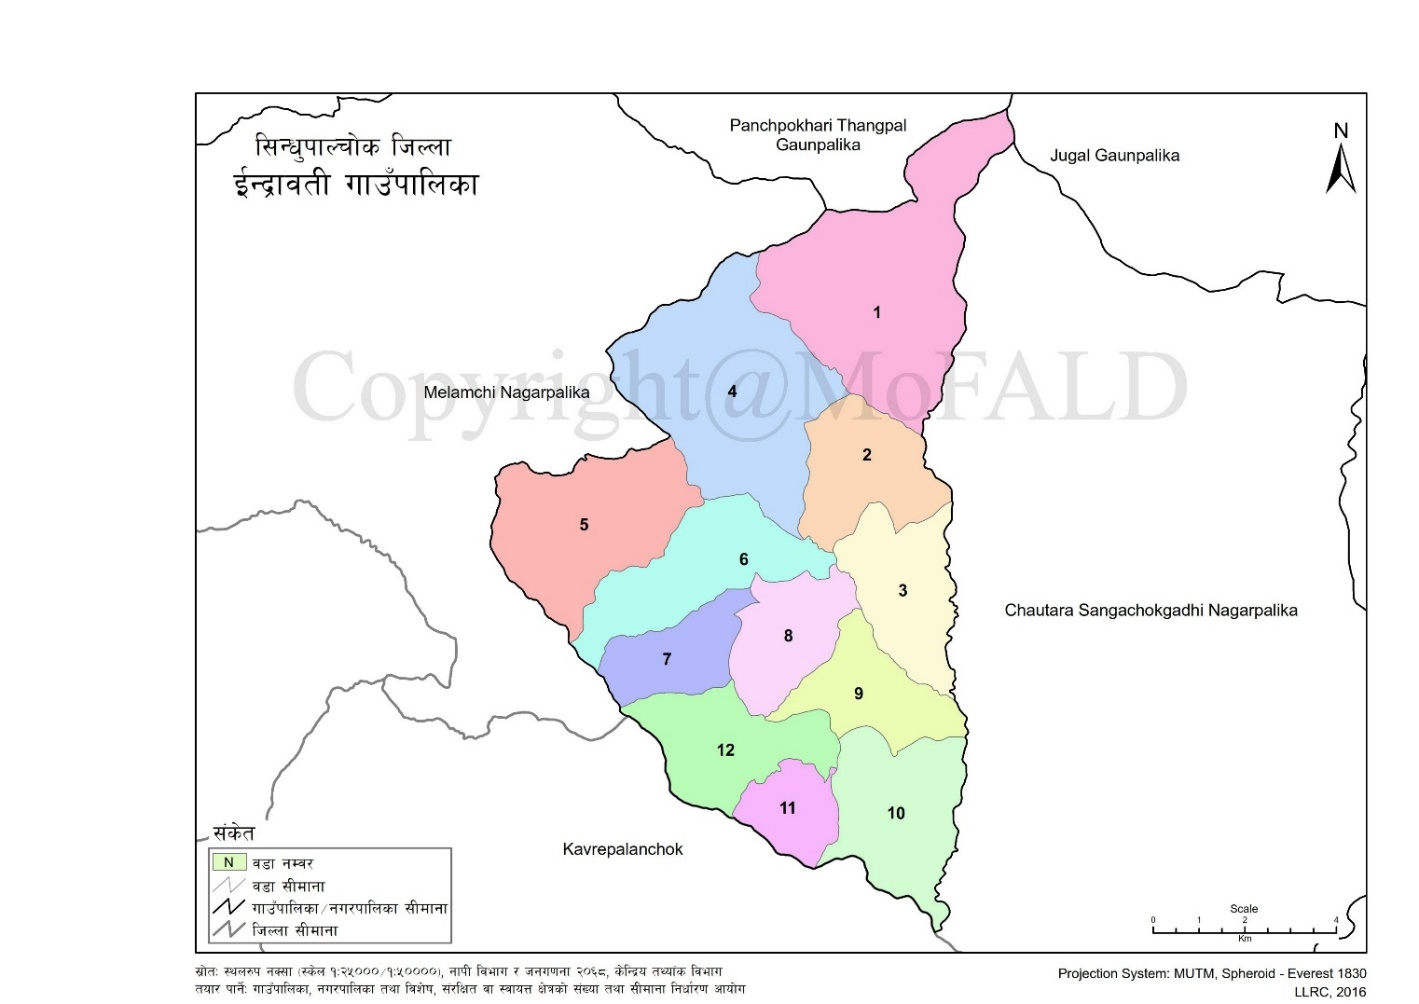 सिन्धुपाल्चोक जिल्ला
ईन्द्रावती गाउँपालिका
Panchpokhari Thangpal
Gaunpalika
Jugal Gaunpalika
N
1
Copyright@MoFALD
Melamchi Nagarpalika
4
2
5
6
3
Chautara Sangachokgadhi Nagarpalika
8
7
9
12
11
10
Kavrepalanchok
संकेत
N वडा नम्वर
वडा सीमाना
गाउँपालिका/नगरपालिका सीमाना
जिल्ला सीमाना
Scale
0 1 2 4
Km
स्रोतः स्थलरुप नक्सा (स्केल १:२५०००/१:५००००), नापी विभाग र जनगणना २०६८, केन्द्रिय तथ्यांक विभाग
तयार पार्नेः गाउँपालिका, नगरपालिका तथा विशेष, संरक्षित वा स्वायत्त क्षेत्रको संख्या तथा सीमाना निर्धारण आयोग
Projection System: MUTM, Spheroid - Everest 1830
LLRC, 2016